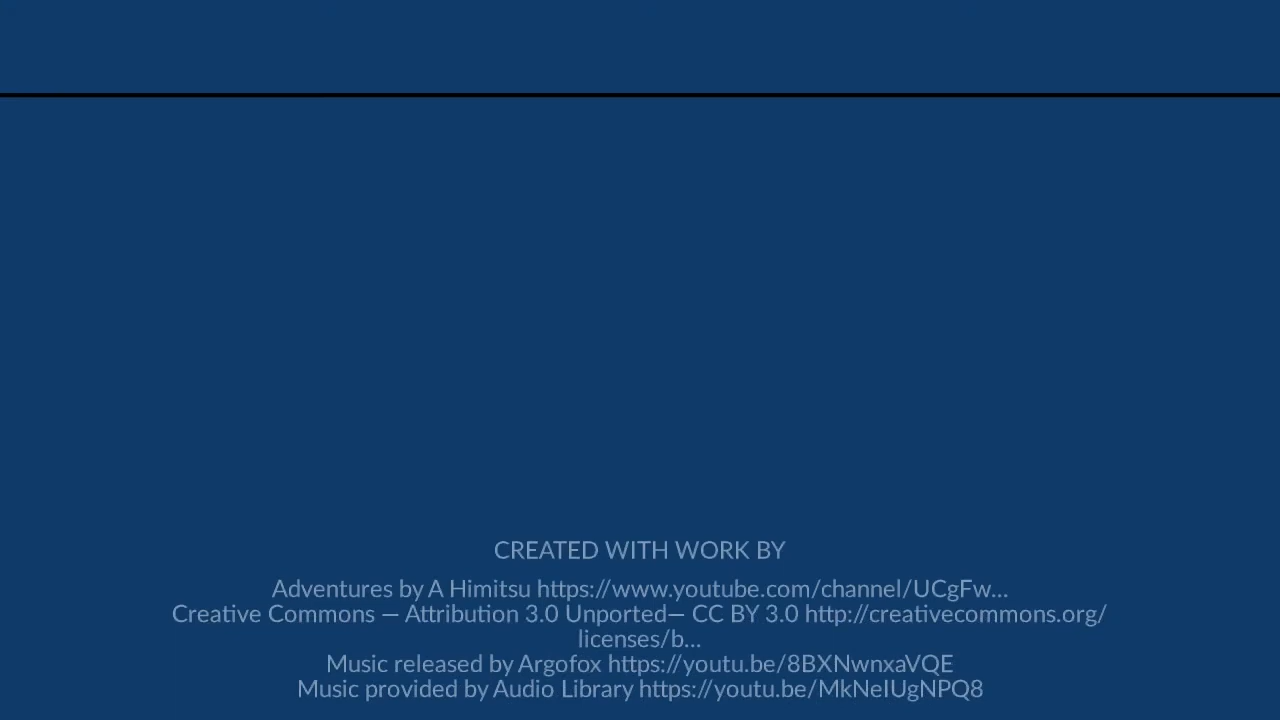 CREATED WITH WORK BY
Adventures by A Himitsu https://www.youtube.com/channel/UCgFw...
Creative Commons — Attribution 3.0 Unported— CC BY 3.0 http://creativecommons.org/
licenses/b...
Music released by Argofox https://youtu.be/8BXNwnxaVQE
Music provided by Audio Library https://youtu.be/MkNeIUgNPQ8